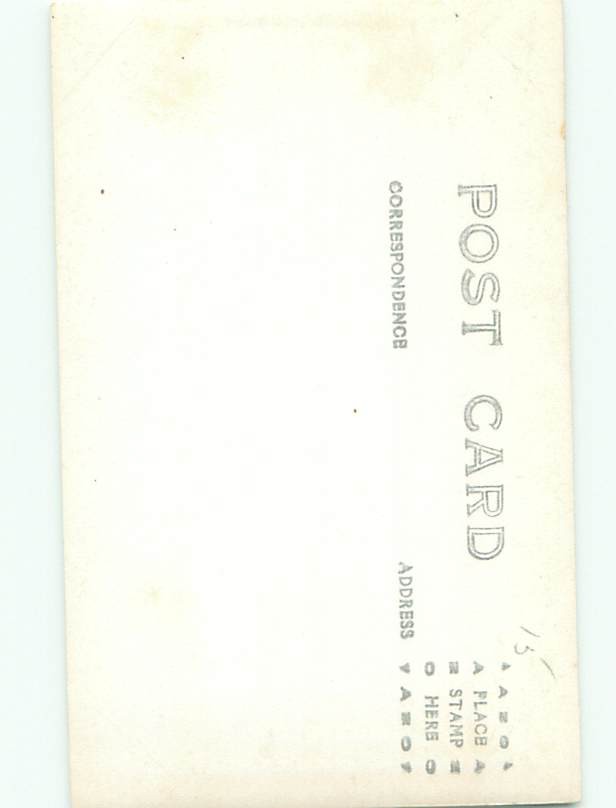 POST CARD
CORRESPONDENCE
ADDRESS
15
▲ A Z O ▲
A PLACE A
Z STAMP Z
O HERE O
▼ A Z O ▼